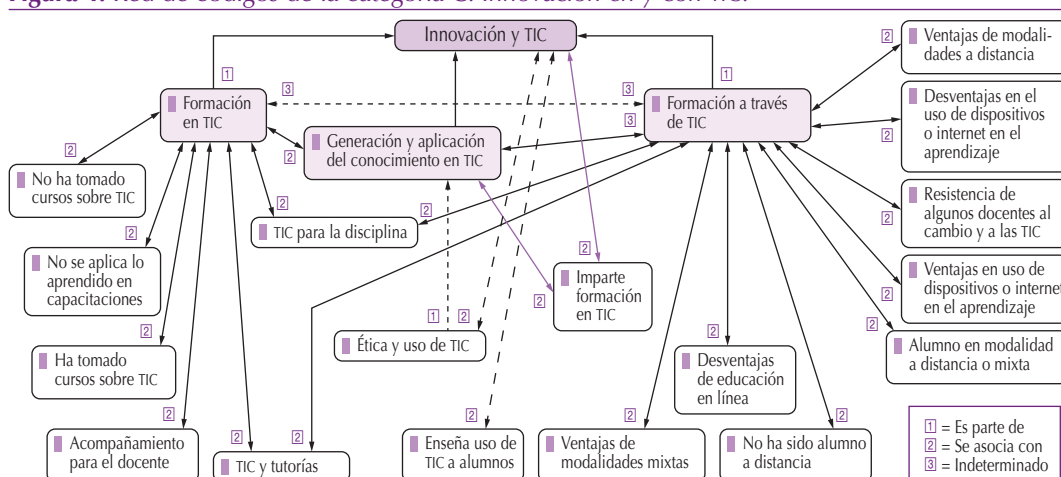 Figura 4. Red de códigos de la categoría C. Innovación en y con TIC.
Innovación y TIC
1
1
Formación
en TIC
3
3
Formación a través
de TIC
2
Generación y aplicación
del conocimiento en TIC
2
Ventajas de modali-
dades a distancia
2
Desventajas en el
uso de dispositivos
o internet en el
aprendizaje
2
No ha tomado
cursos sobre TIC
2
2
TIC para la disciplina
2
Resistencia de
algunos docentes al
cambio y a las TIC
2
No se aplica lo
aprendido en
capacitaciones
2
2
Imparte
formación
en TIC
2
Ventajas en uso de
dispositivos o internet
en el aprendizaje
1
2
Ética y uso de TIC
2
Alumno en modalidad
a distancia o mixta
2
Ha tomado
cursos sobre TIC
2
Desventajas
de educación
en línea
2
Acompañamiento
para el docente
2
2
TIC y tutorías
2
Enseña uso de
TIC a alumnos
2
Ventajas de
modalidades mixtas
2
No ha sido alumno
a distancia
1 = Es parte de
2 = Se asocia con
3 = Indeterminado